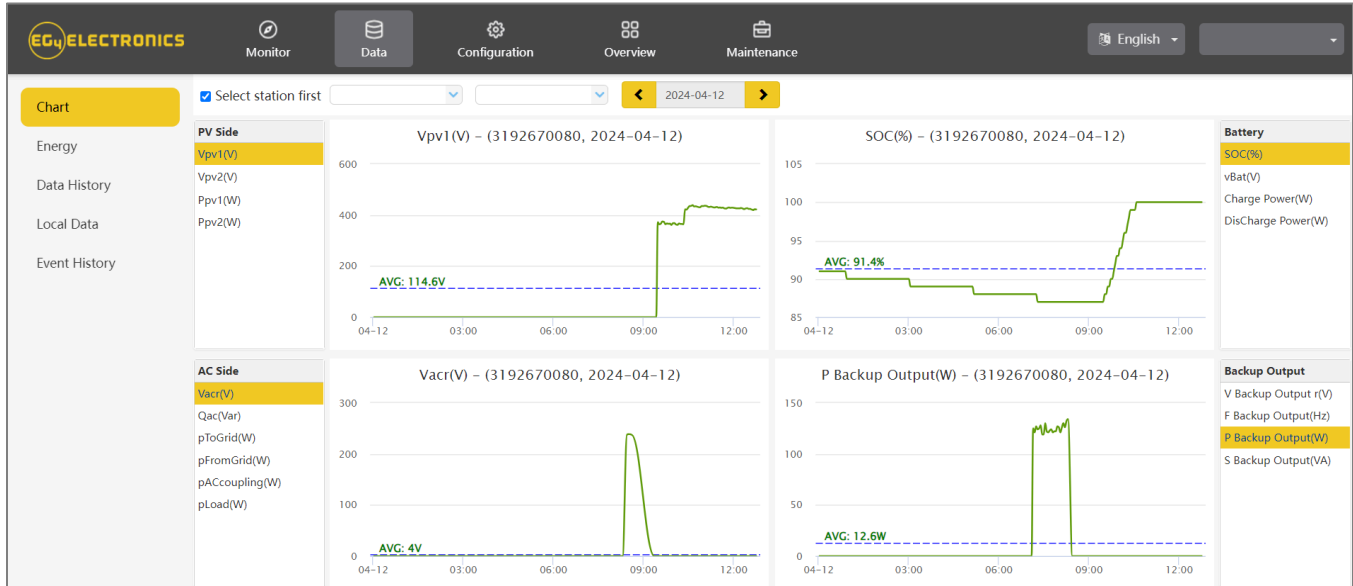 EG4 ELECTRONICS
Monitor
Data
Configuration
Overview
Maintenance
English
Chart
Energy
Data History
Local Data
Event History
Select station first
2024-04-12
PV Side
Vpv1(V)
Vpv2(V)
Ppv1(W)
Ppv2(W)
Vpv1(V) – (3192670080, 2024–04–12)
600
400
200
0
AVG: 114.6V
04–12 03:00 06:00 09:00 12:00
SOC(%) – (3192670080, 2024–04–12)
105
100
95
90
85
AVG: 91.4%
04–12 03:00 06:00 09:00 12:00
Battery
SOC(%)
vBat(V)
Charge Power(W)
DisCharge Power(W)
AC Side
Vacr(V)
Qac(Var)
pToGrid(W)
pFromGrid(W)
pACcoupling(W)
pLoad(W)
Vacr(V) – (3192670080, 2024–04–12)
300
200
100
0
AVG: 4V
04–12 03:00 06:00 09:00 12:00
P Backup Output(W) – (3192670080, 2024–04–12)
150
100
50
0
AVG: 12.6W
04–12 03:00 06:00 09:00 12:00
Backup Output
V Backup Output r(V)
F Backup Output(Hz)
P Backup Output(W)
S Backup Output(VA)